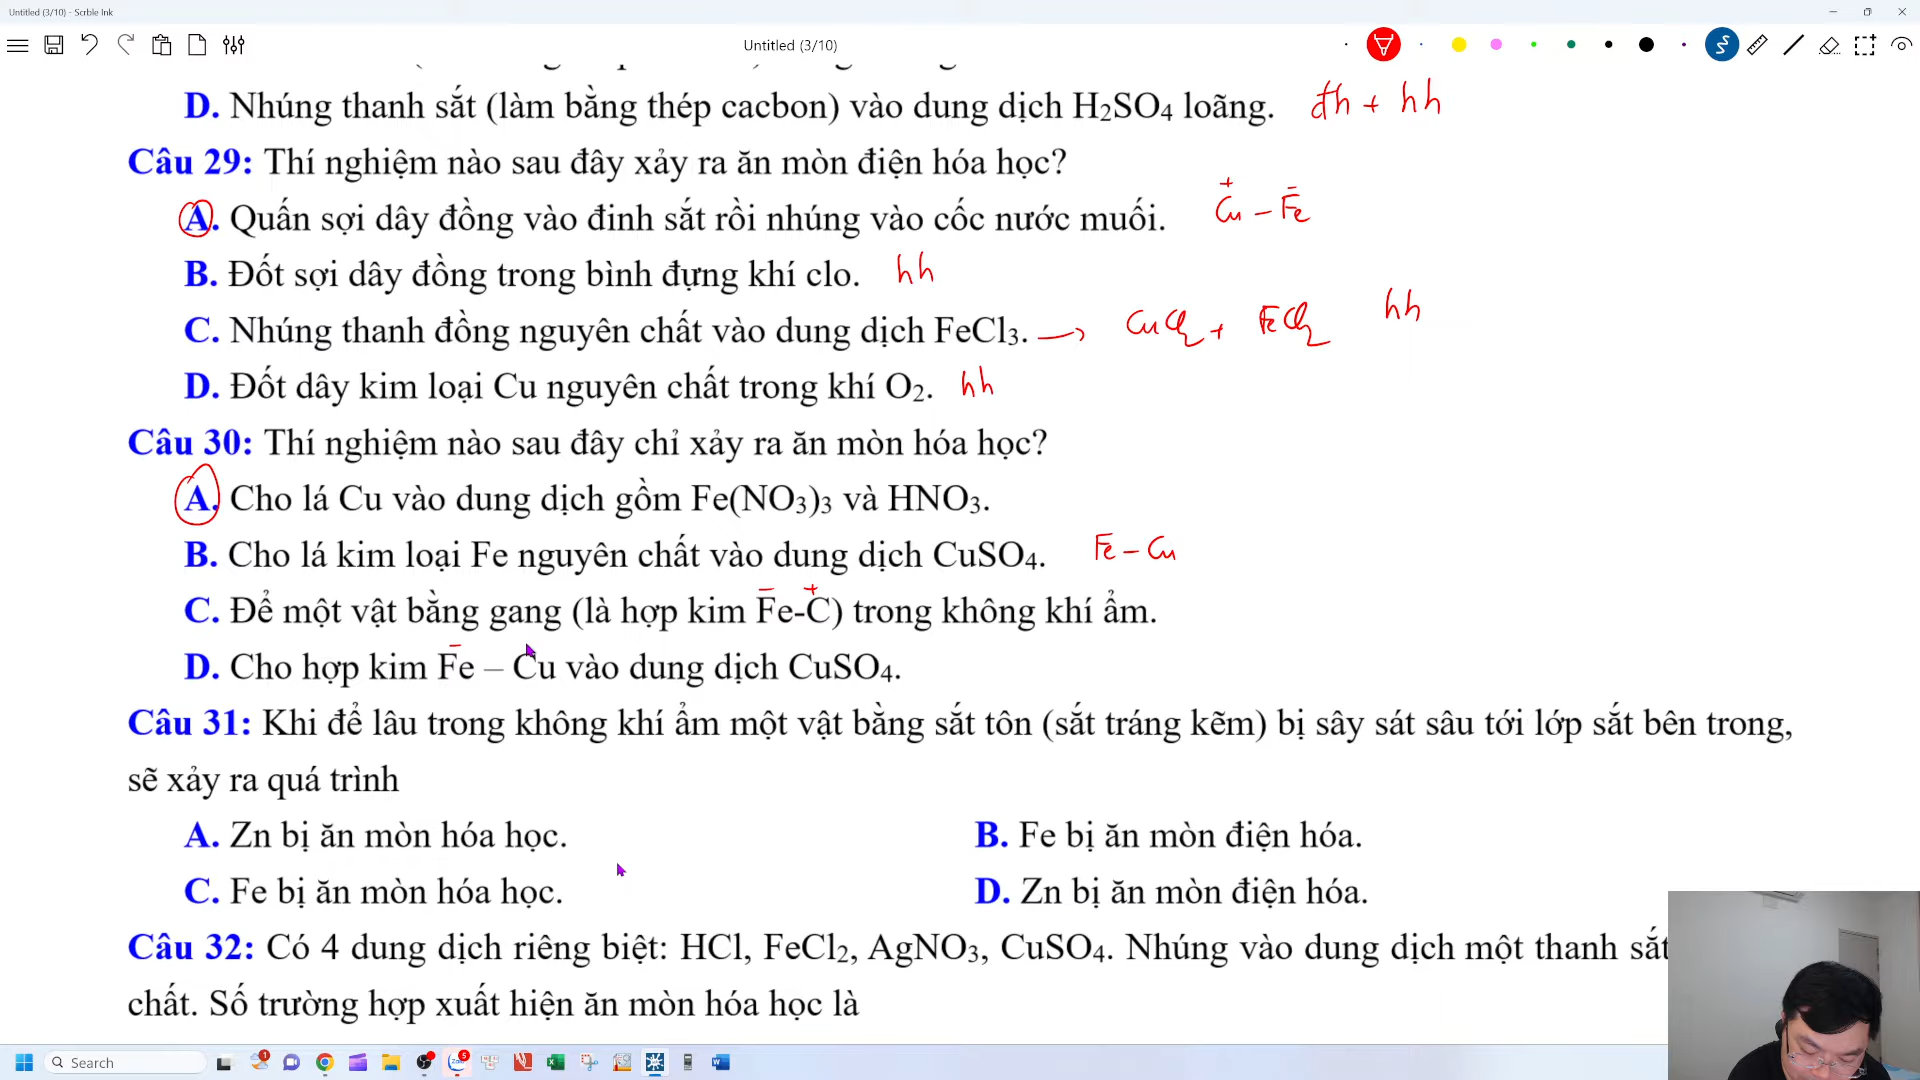 Untitled (3/10) - Scrble Ink
Untitled (3/10)
D. Nhúng thanh sắt (làm bằng thép cacbon) vào dung dịch H₂SO₄ loãng. đh + hh
Câu 29: Thí nghiệm nào sau đây xảy ra ăn mòn điện hóa học?
A. Quấn sợi dây đồng vào đinh sắt rồi nhúng vào cốc nước muối. Cu⁺ – Fe⁻
B. Đốt sợi dây đồng trong bình đựng khí clo. hh
C. Nhúng thanh đồng nguyên chất vào dung dịch FeCl₃. → CuCl₂ + FeCl₂ hh
D. Đốt dây kim loại Cu nguyên chất trong khí O₂. hh
Câu 30: Thí nghiệm nào sau đây chỉ xảy ra ăn mòn hóa học?
A. Cho lá Cu vào dung dịch gồm Fe(NO₃)₃ và HNO₃.
B. Cho lá kim loại Fe nguyên chất vào dung dịch CuSO₄. Fe – Cu
− +
C. Để một vật bằng gang (là hợp kim Fe-C) trong không khí ẩm.
−
D. Cho hợp kim Fe – Cu vào dung dịch CuSO₄.
Câu 31: Khi để lâu trong không khí ẩm một vật bằng sắt tôn (sắt tráng kẽm) bị sây sát sâu tới lớp sắt bên trong,
sẽ xảy ra quá trình
A. Zn bị ăn mòn hóa học. B. Fe bị ăn mòn điện hóa.
C. Fe bị ăn mòn hóa học. D. Zn bị ăn mòn điện hóa.
Câu 32: Có 4 dung dịch riêng biệt: HCl, FeCl₂, AgNO₃, CuSO₄. Nhúng vào dung dịch một thanh sắt
chất. Số trường hợp xuất hiện ăn mòn hóa học là
Search